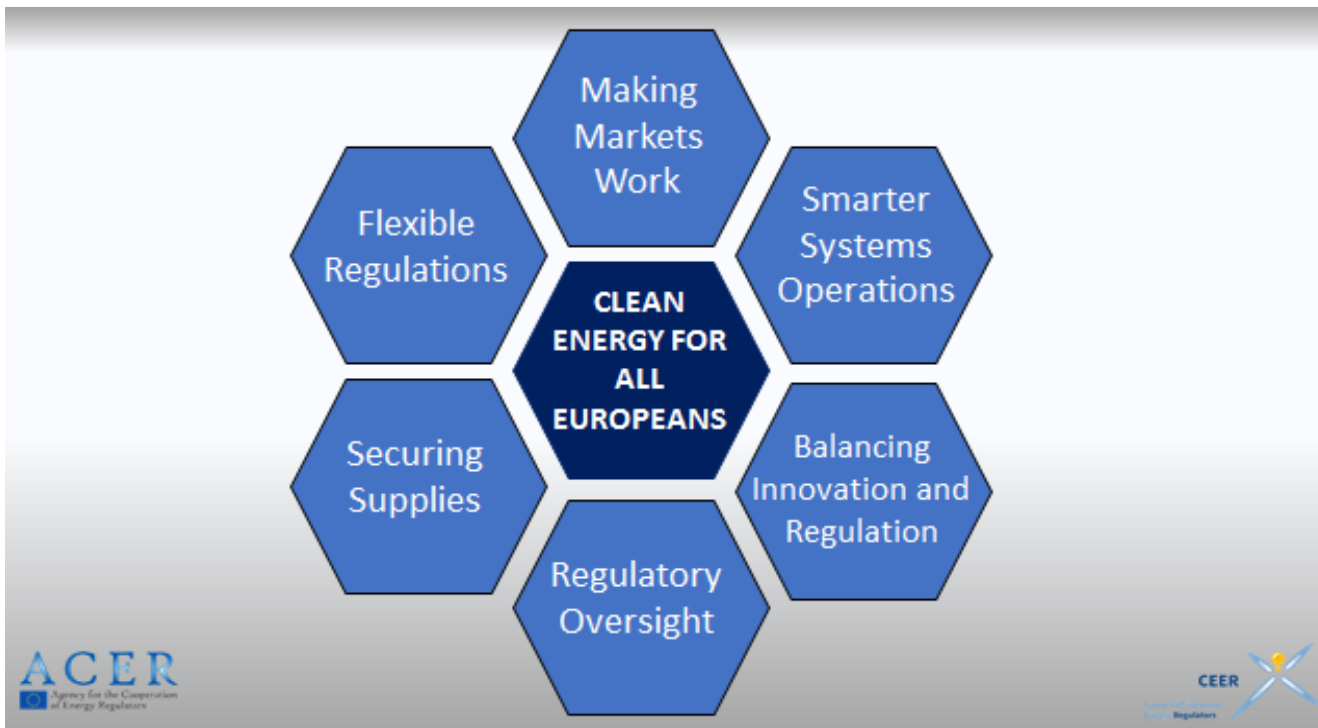 Making
Markets
Work
Flexible
Regulations
Smarter
Systems
Operations
CLEAN
ENERGY FOR
ALL
EUROPEANS
Securing
Supplies
Balancing
Innovation and
Regulation
Regulatory
Oversight
ACER
Agency for the Cooperation
of Energy Regulators
CEER
Regulators